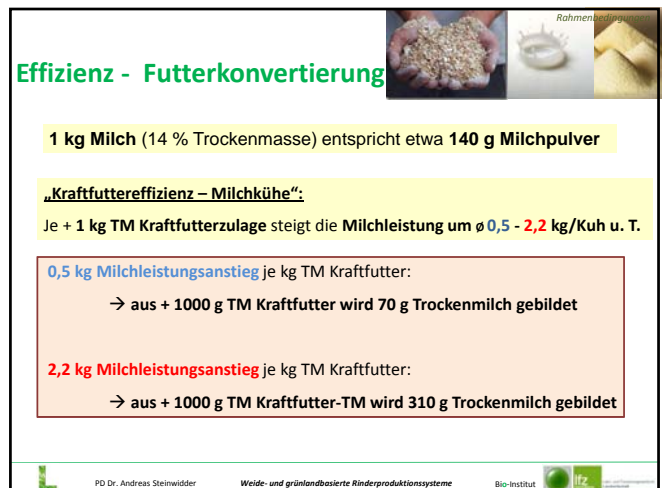 Rahmenbedingungen
Effizienz - Futterkonvertierung
1 kg Milch (14 % Trockenmasse) entspricht etwa 140 g Milchpulver
„Kraftfuttereffizienz – Milchkühe“:
Je + 1 kg TM Kraftfutterzulage steigt die Milchleistung um ø 0,5 - 2,2 kg/Kuh u. T.
0,5 kg Milchleistungsanstieg je kg TM Kraftfutter:
→ aus + 1000 g TM Kraftfutter wird 70 g Trockenmilch gebildet
2,2 kg Milchleistungsanstieg je kg TM Kraftfutter:
→ aus + 1000 g TM Kraftfutter-TM wird 310 g Trockenmilch gebildet
PD Dr. Andreas Steinwidder Weide- und grünlandbasierte Rinderproduktionssysteme Bio-Institut lfz